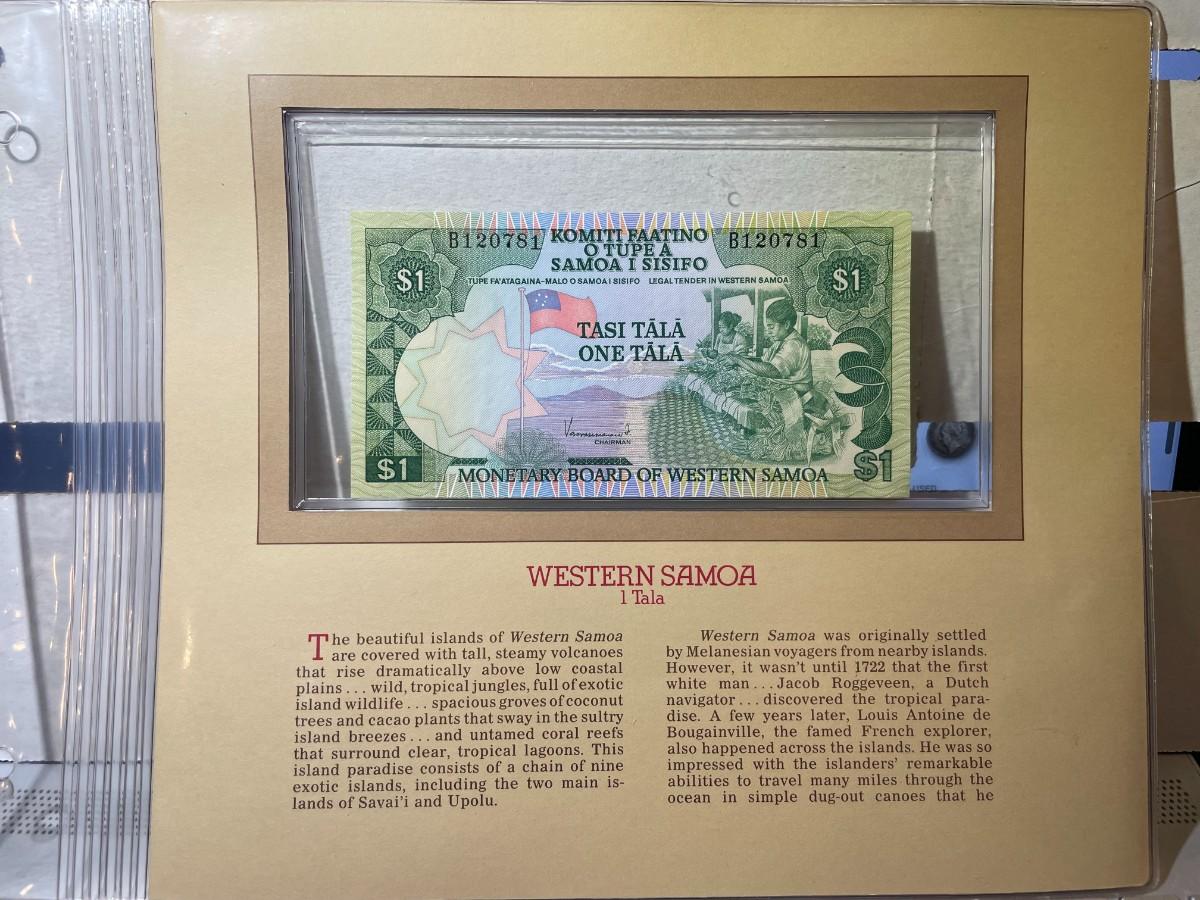 B120781 KOMITI FAATINO B120781
O TUPE A
SAMOA I SISIFO
$1 $1
TUPE FA'ATAGAINA-MALO O SAMOA I SISIFO LEGAL TENDER IN WESTERN SAMOA
TASI TĀLĀ
ONE TĀLĀ
CHAIRMAN
$1 MONETARY BOARD OF WESTERN SAMOA $1
WESTERN SAMOA
1 Tala
The beautiful islands of Western Samoa
are covered with tall, steamy volcanoes
that rise dramatically above low coastal
plains . . . wild, tropical jungles, full of exotic
island wildlife . . . spacious groves of coconut
trees and cacao plants that sway in the sultry
island breezes . . . and untamed coral reefs
that surround clear, tropical lagoons. This
island paradise consists of a chain of nine
exotic islands, including the two main is-
lands of Savai'i and Upolu.
Western Samoa was originally settled
by Melanesian voyagers from nearby islands.
However, it wasn't until 1722 that the first
white man . . . Jacob Roggeveen, a Dutch
navigator . . . discovered the tropical para-
dise. A few years later, Louis Antoine de
Bougainville, the famed French explorer,
also happened across the islands. He was so
impressed with the islanders' remarkable
abilities to travel many miles through the
ocean in simple dug-out canoes that he